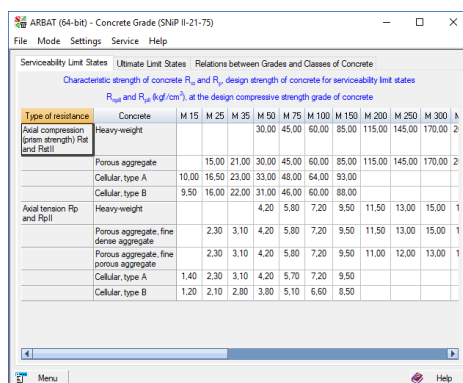 ARBAT (64-bit) - Concrete Grade (SNiP II-21-75)
File Mode Settings Service Help
Serviceability Limit States Ultimate Limit States Relations between Grades and Classes of Concrete
Characteristic strength of concrete Rst and Rp, design strength of concrete for serviceability limit states
RnpII and RpII (kgf/cm²), at the design compressive strength grade of concrete
Type of resistance Concrete M 15 M 25 M 35 M 50 M 75 M 100 M 150 M 200 M 250 M 300 M
Axial compression Heavy-weight 30,00 45,00 60,00 85,00 115,00 145,00 170,00 20
(prism strength) Rst
and RstII
Porous aggregate 15,00 21,00 30,00 45,00 60,00 85,00 115,00 145,00 170,00 20
Cellular, type A 10,00 16,50 23,00 33,00 48,00 64,00 93,00
Cellular, type B 9,50 16,00 22,00 31,00 46,00 60,00 88,00
Axial tension Rp Heavy-weight 4,20 5,80 7,20 9,50 11,50 13,00 15,00 1
and RpII
Porous aggregate, fine 2,30 3,10 4,20 5,80 7,20 9,50 11,50 13,00 15,00 1
dense aggregate
Porous aggregate, fine 2,30 3,10 4,20 5,80 7,20 9,50 11,00 12,00 13,00 1
porous aggregate
Cellular, type A 1,40 2,30 3,10 4,20 5,70 7,20 9,50
Cellular, type B 1,20 2,10 2,80 3,80 5,10 6,60 8,50
Menu Help